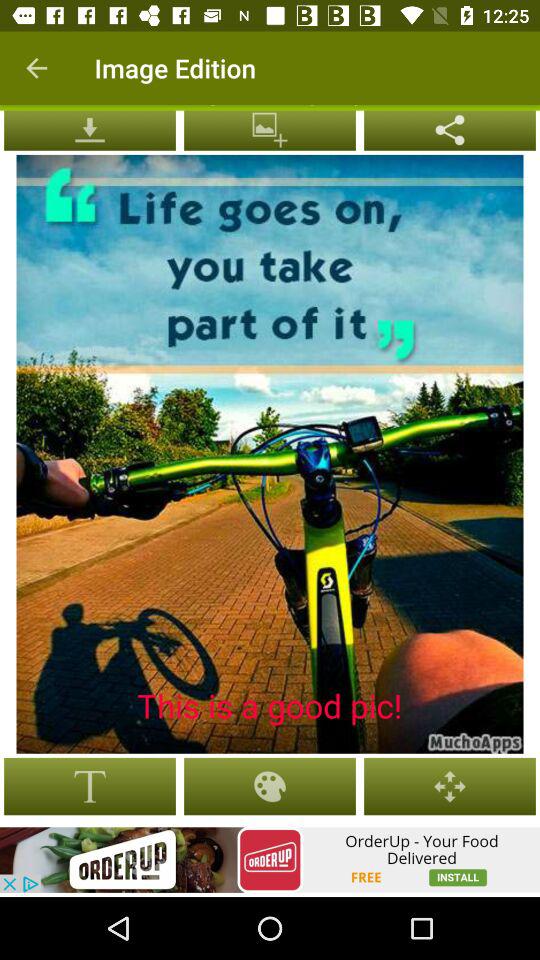 N B B B 12:25
Image Edition
“ Life goes on,
you take
part of it ”
This is a good pic!
MuchoApps
T
ORDERUP
ORDERUP
OrderUp - Your Food
Delivered
FREE INSTALL